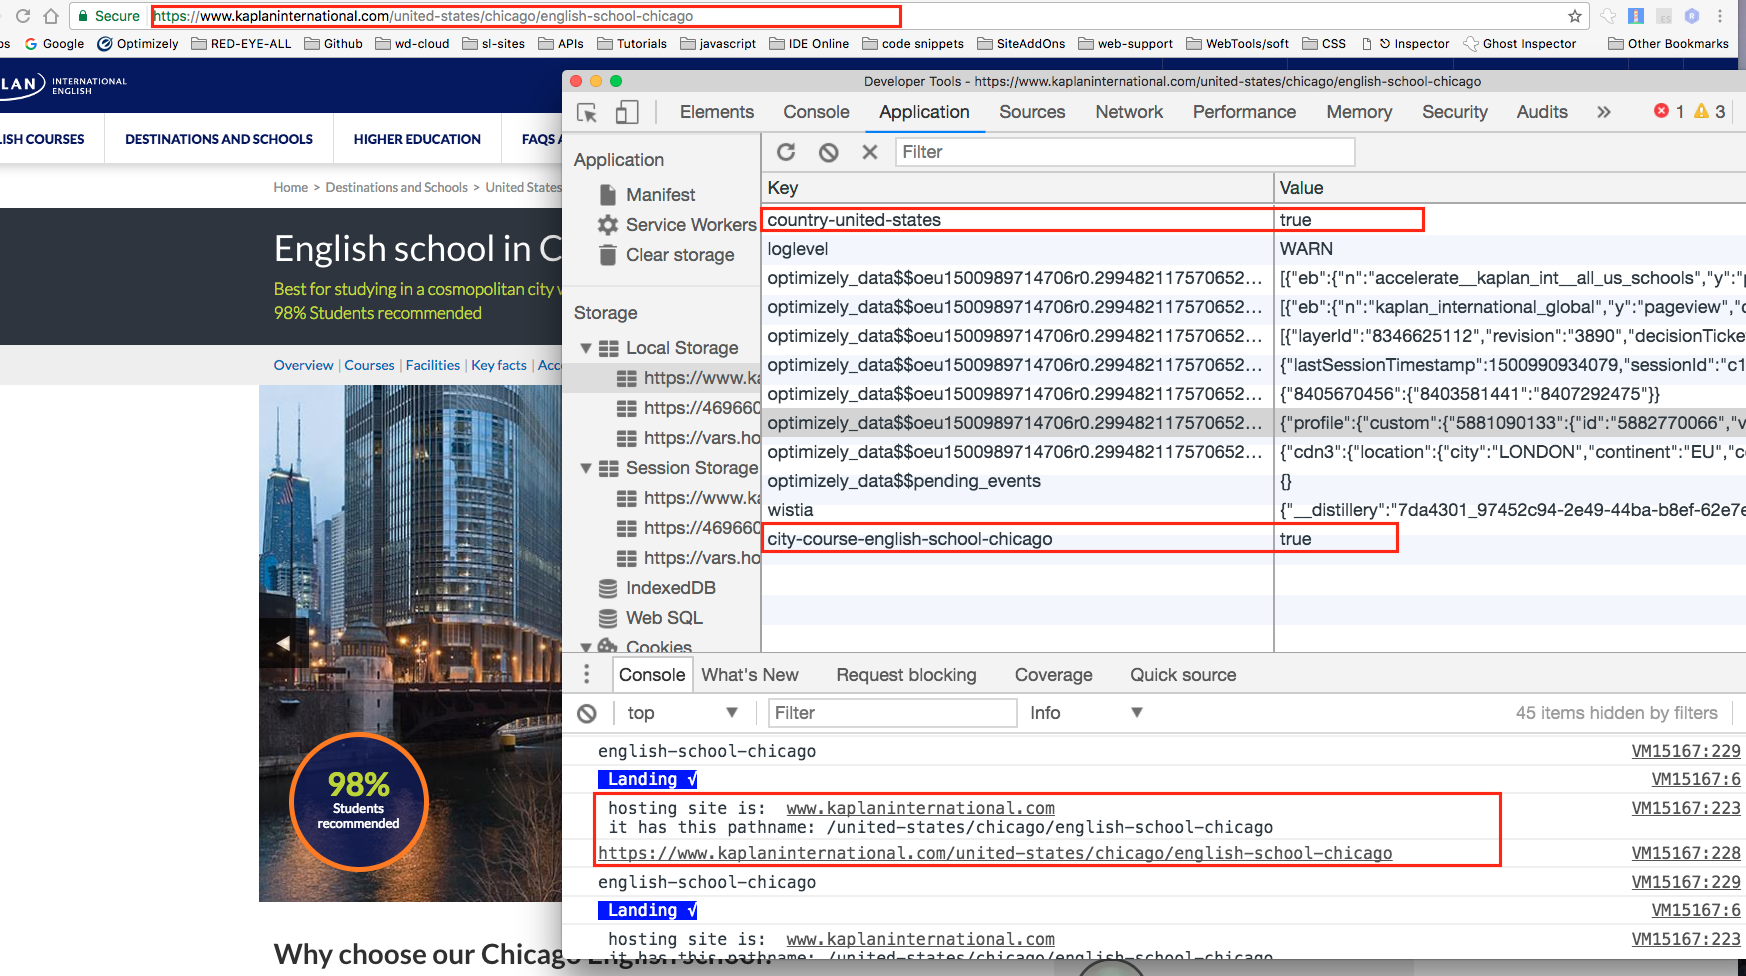 Secure https://www.kaplaninternational.com/united-states/chicago/english-school-chicago
ps Google Optimizely RED-EYE-ALL Github wd-cloud sl-sites APIs Tutorials javascript IDE Online code snippets SiteAddOns web-support WebTools/soft CSS Inspector Ghost Inspector Other Bookmarks
LAN INTERNATIONAL
ENGLISH
ISH COURSES DESTINATIONS AND SCHOOLS HIGHER EDUCATION FAQS A
Home > Destinations and Schools > United States
English school in C
Best for studying in a cosmopolitan city w
98% Students recommended
Overview | Courses | Facilities | Key facts | Acc
98%
Students
recommended
Why choose our Chicago English school?
Developer Tools - https://www.kaplaninternational.com/united-states/chicago/english-school-chicago
Elements Console Application Sources Network Performance Memory Security Audits » 1 3
Application
Manifest
Service Workers
Clear storage
Storage
Local Storage
https://www.ka
https://469660
https://vars.ho
Session Storage
https://www.ka
https://469660
https://vars.ho
IndexedDB
Web SQL
Cookies
Filter
Key Value
country-united-states true
loglevel WARN
optimizely_data$$oeu1500989714706r0.299482117570652... [{"eb":{"n":"accelerate__kaplan_int__all_us_schools","y":"p
optimizely_data$$oeu1500989714706r0.299482117570652... [{"eb":{"n":"kaplan_international_global","y":"pageview","c
optimizely_data$$oeu1500989714706r0.299482117570652... [{"layerId":"8346625112","revision":"3890","decisionTicke
optimizely_data$$oeu1500989714706r0.299482117570652... {"lastSessionTimestamp":1500990934079,"sessionId":"c1
optimizely_data$$oeu1500989714706r0.299482117570652... {"8405670456":{"8403581441":"8407292475"}}
optimizely_data$$oeu1500989714706r0.299482117570652... {"profile":{"custom":{"5881090133":{"id":"5882770066","v
optimizely_data$$oeu1500989714706r0.299482117570652... {"cdn3":{"location":{"city":"LONDON","continent":"EU","c
optimizely_data$$pending_events {}
wistia {"__distillery":"7da4301_97452c94-2e49-44ba-b8ef-62e7e
city-course-english-school-chicago true
Console What's New Request blocking Coverage Quick source
top Filter Info 45 items hidden by filters
english-school-chicago VM15167:229
Landing √ VM15167:6
hosting site is: www.kaplaninternational.com VM15167:223
it has this pathname: /united-states/chicago/english-school-chicago
https://www.kaplaninternational.com/united-states/chicago/english-school-chicago VM15167:228
english-school-chicago VM15167:229
Landing √ VM15167:6
hosting site is: www.kaplaninternational.com VM15167:223
it has this pathname: /united-states/chicago/english-school-chicago